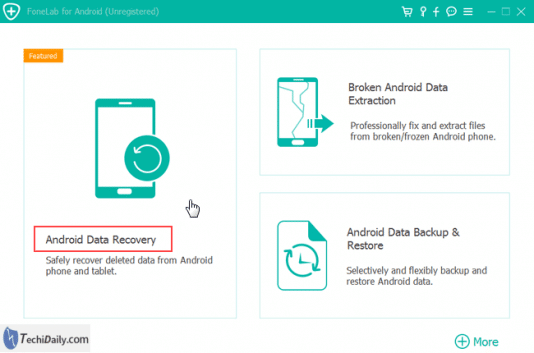 FoneLab for Android (Unregistered)
Featured
Android Data Recovery
Safely recover deleted data from Android
phone and tablet.
Broken Android Data
Extraction
Professionally fix and extract files
from broken/frozen Android phone.
Android Data Backup &
Restore
Selectively and flexibly backup and
restore Android data.
More
TechiDaily.com